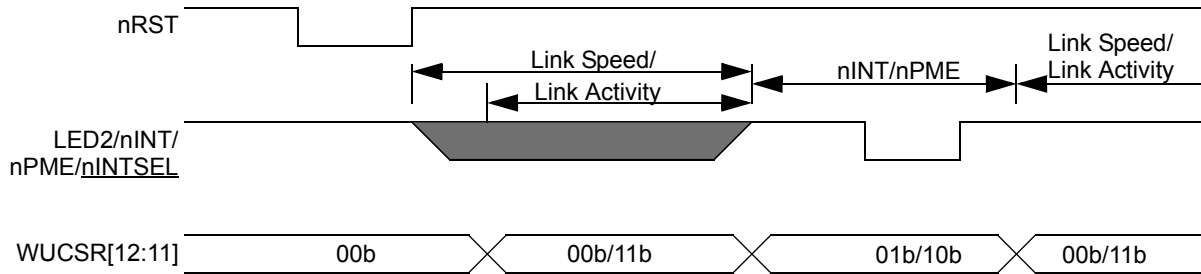 nRST
Link Speed/
Link Activity
nINT/nPME
Link Speed/
Link Activity
LED2/nINT/
nPME/nINTSEL
WUCSR[12:11]
00b
00b/11b
01b/10b
00b/11b